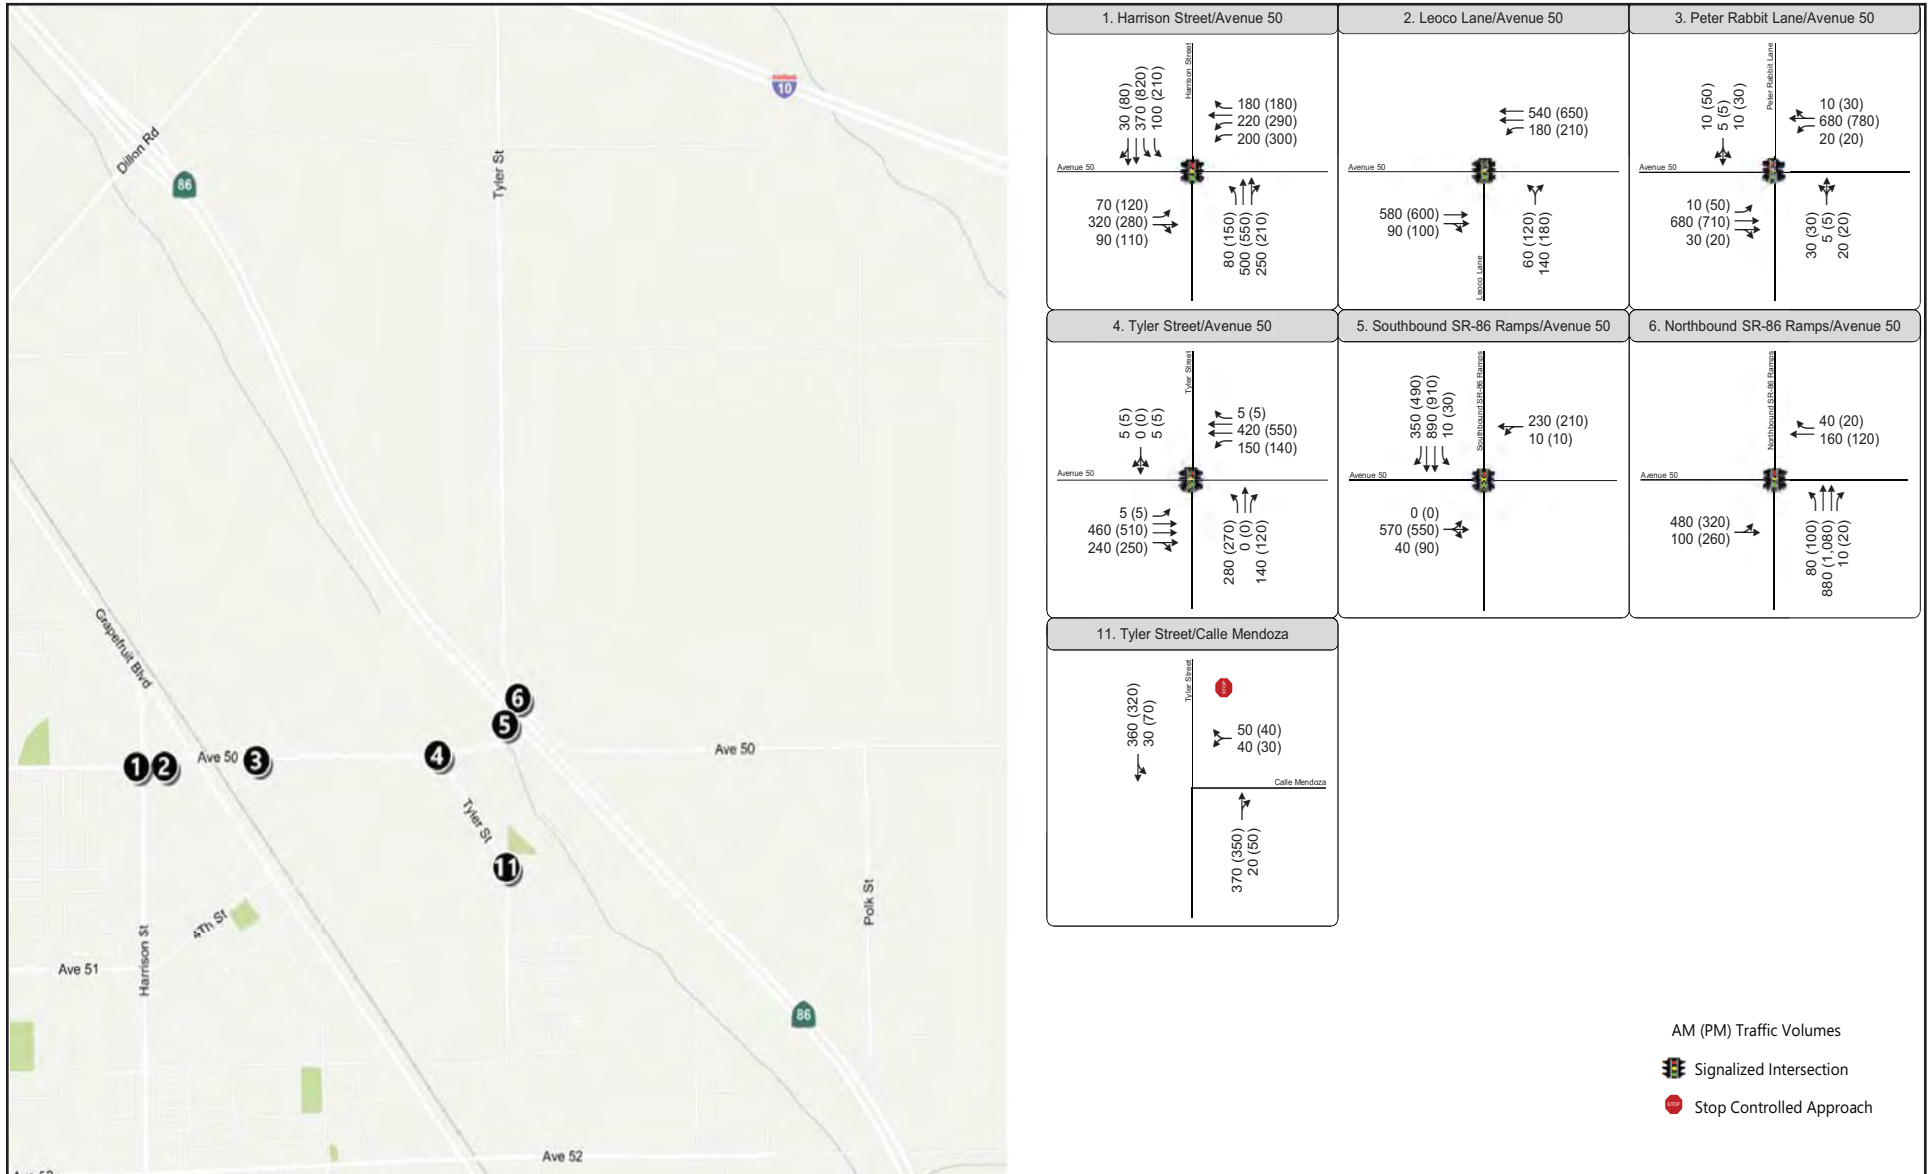 10
Dillon Rd
86
Tyler St
Grapefruit Blvd
6
5
4
Ave 50
3
1
2
Ave 50
Tyler St
11
Polk St
4Th St
Harrison St
Ave 51
86
Ave 52
1. Harrison Street/Avenue 50
Harrison Street
30 (80)
370 (820)
100 (210)
180 (180)
220 (290)
200 (300)
Avenue 50
70 (120)
320 (280)
90 (110)
80 (150)
500 (550)
250 (210)
2. Leoco Lane/Avenue 50
540 (650)
180 (210)
Avenue 50
580 (600)
90 (100)
Leoco Lane
60 (120)
140 (180)
3. Peter Rabbit Lane/Avenue 50
Peter Rabbit Lane
10 (50)
5 (5)
10 (30)
10 (30)
680 (780)
20 (20)
Avenue 50
10 (50)
680 (710)
30 (20)
30 (30)
5 (5)
20 (20)
4. Tyler Street/Avenue 50
Tyler Street
5 (5)
0 (0)
5 (5)
5 (5)
420 (550)
150 (140)
Avenue 50
5 (5)
460 (510)
240 (250)
280 (270)
0 (0)
140 (120)
5. Southbound SR-86 Ramps/Avenue 50
Southbound SR-86 Ramps
350 (490)
890 (910)
10 (30)
230 (210)
10 (10)
Avenue 50
0 (0)
570 (550)
40 (90)
6. Northbound SR-86 Ramps/Avenue 50
Northbound SR-86 Ramps
40 (20)
160 (120)
Avenue 50
480 (320)
100 (260)
80 (100)
880 (1,080)
10 (20)
11. Tyler Street/Calle Mendoza
Tyler Street
STOP
360 (320)
30 (70)
50 (40)
40 (30)
Calle Mendoza
370 (350)
20 (50)
AM (PM) Traffic Volumes
Signalized Intersection
STOP
Stop Controlled Approach